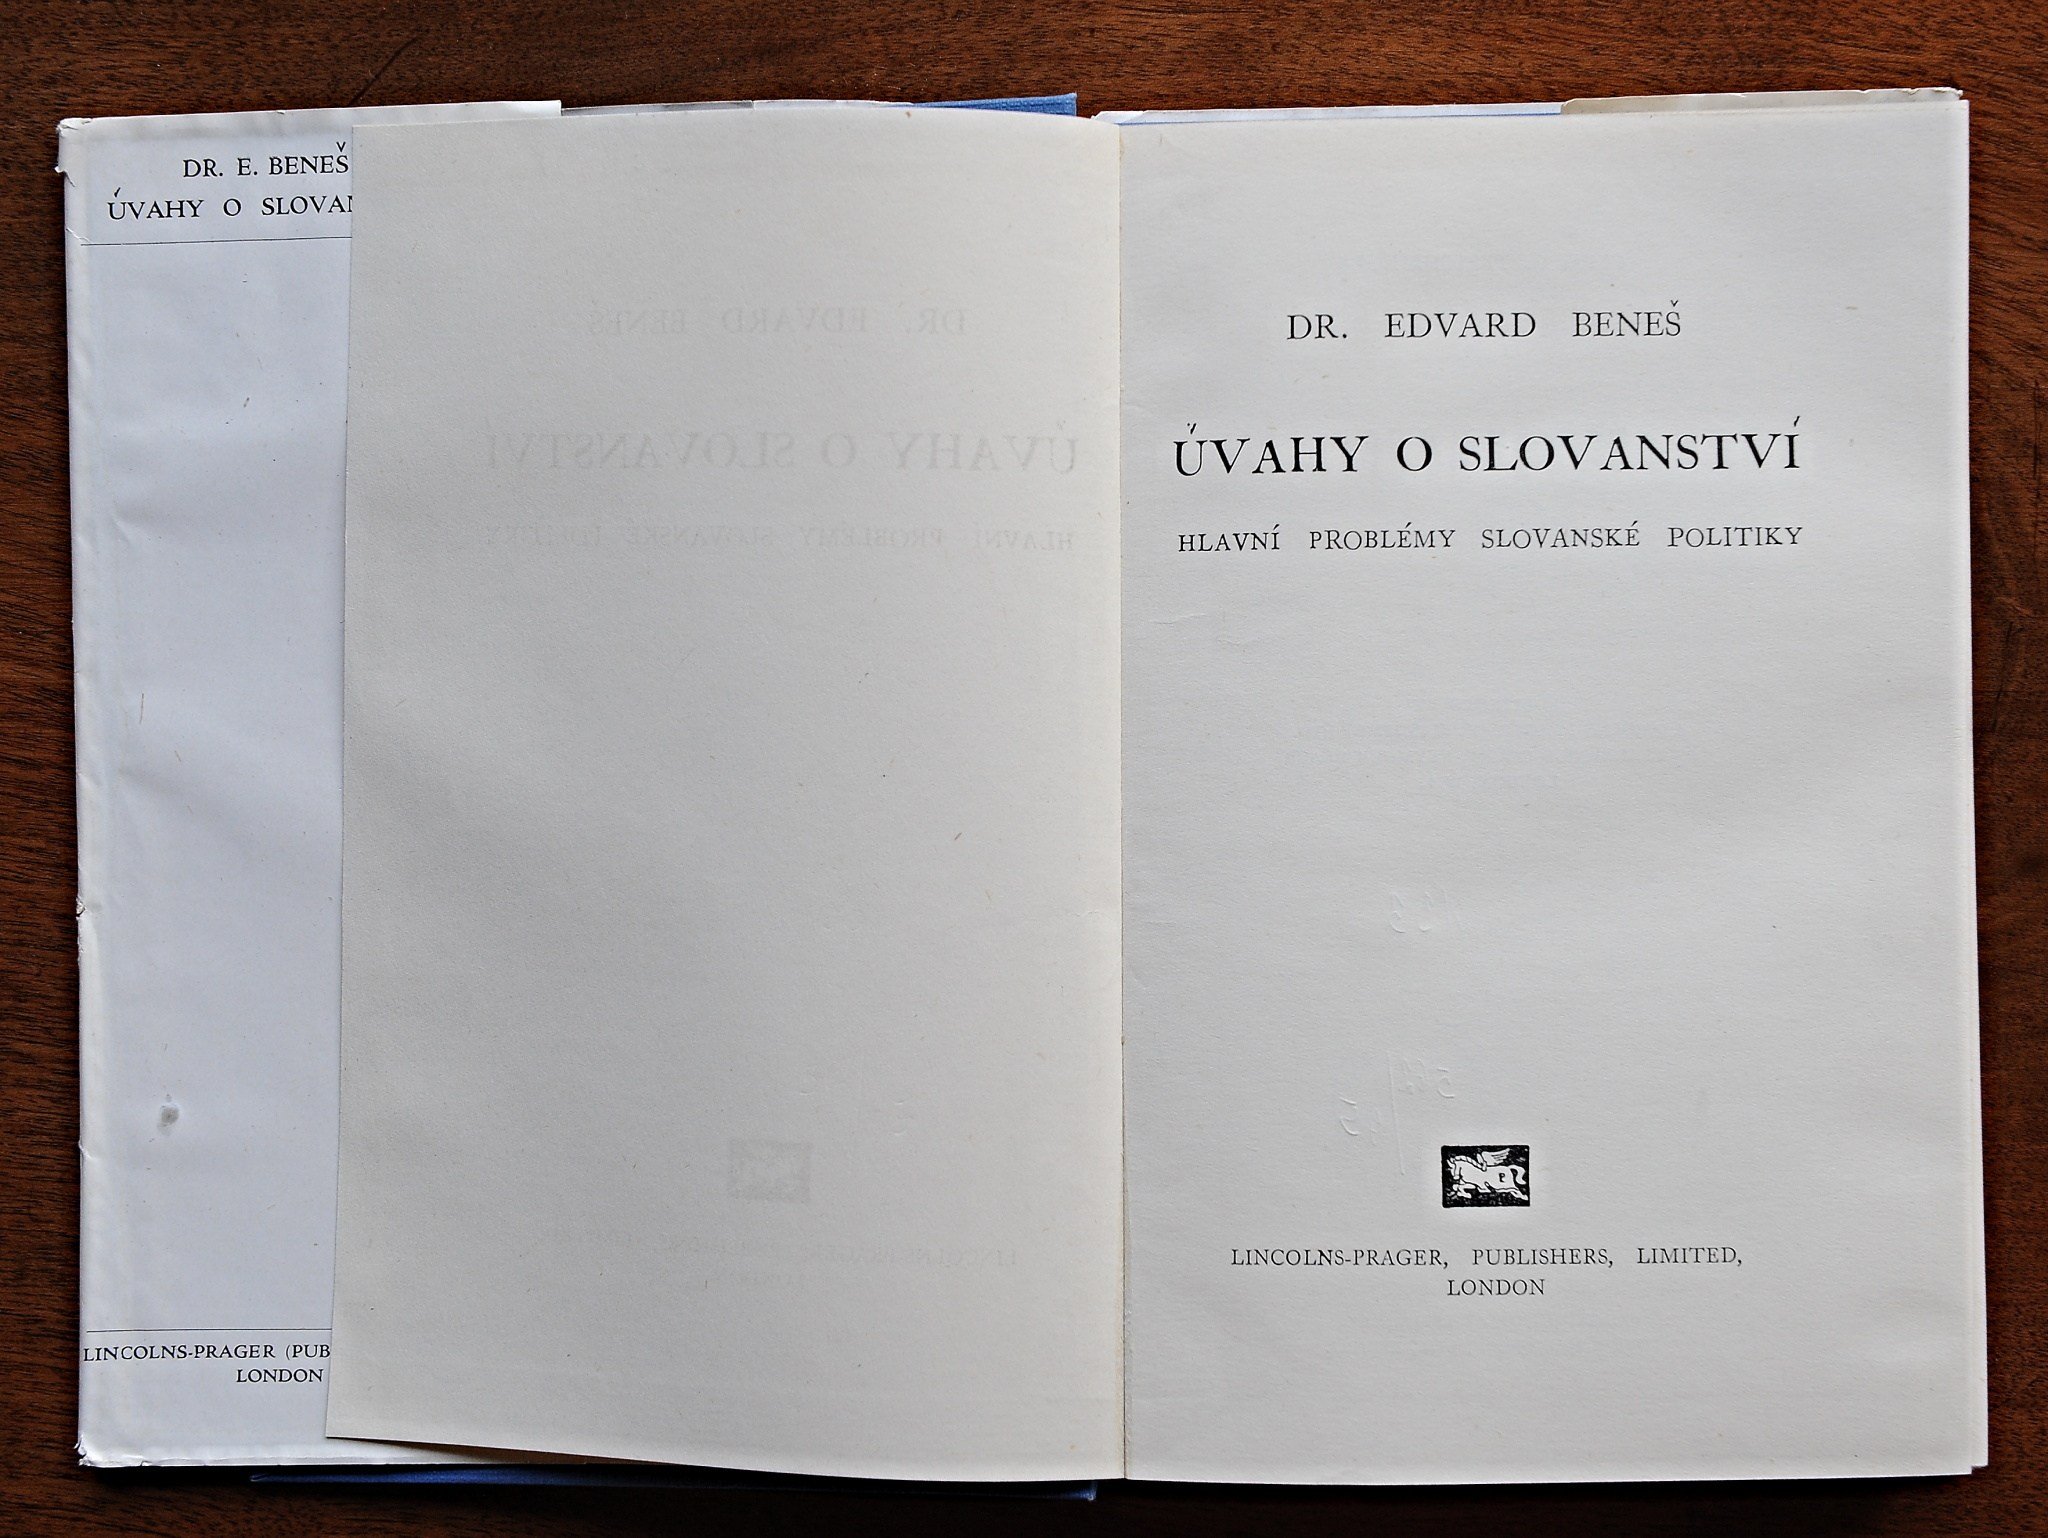 DR. E. BENEŠ
ÚVAHY O SLOVAN
LINCOLNS-PRAGER (PUB
LONDON
DR. EDVARD BENEŠ
ÚVAHY O SLOVANSTVÍ
HLAVNÍ PROBLÉMY SLOVANSKÉ POLITIKY
P
LINCOLNS-PRAGER, PUBLISHERS, LIMITED,
LONDON